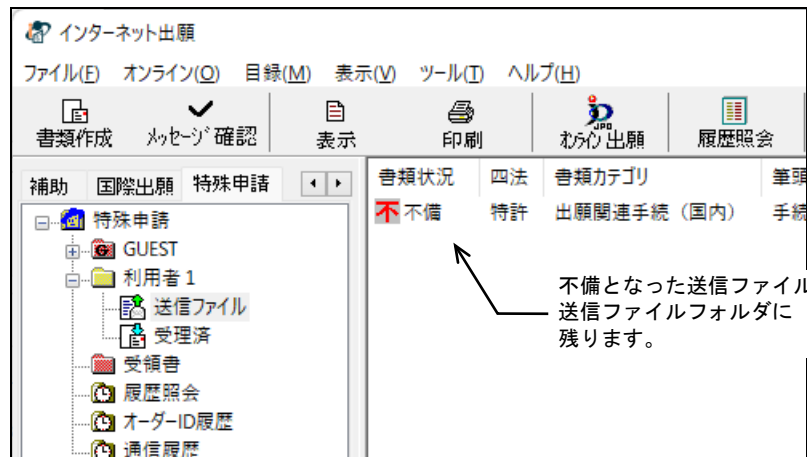 インターネット出願
ファイル(F) オンライン(O) 目録(M) 表示(V) ツール(T) ヘルプ(H)
書類作成 メッセージ確認 表示 印刷 オンライン出願 履歴照会
JPO
補助 国際出願 特殊申請
書類状況 四法 書類カテゴリ 筆頭
不 不備 特許 出願関連手続（国内） 手続
特殊申請
GUEST
利用者1
送信ファイル
受理済
受領書
履歴照会
オーダーID履歴
通信履歴
不備となった送信ファイル
送信ファイルフォルダに
残ります。